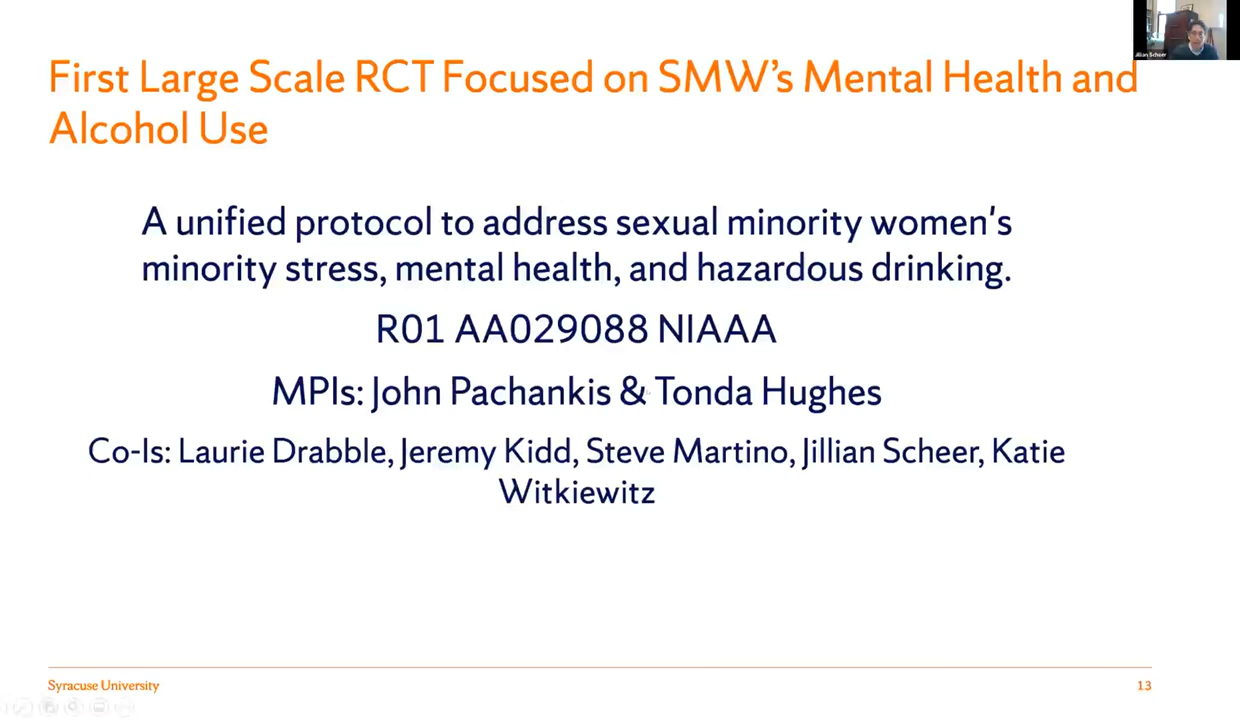 Jillian Scheer
First Large Scale RCT Focused on SMW's Mental Health and
Alcohol Use
A unified protocol to address sexual minority women's
minority stress, mental health, and hazardous drinking.
R01 AA029088 NIAAA
MPIs: John Pachankis & Tonda Hughes
Co-Is: Laurie Drabble, Jeremy Kidd, Steve Martino, Jillian Scheer, Katie
Witkiewitz
Syracuse University
13